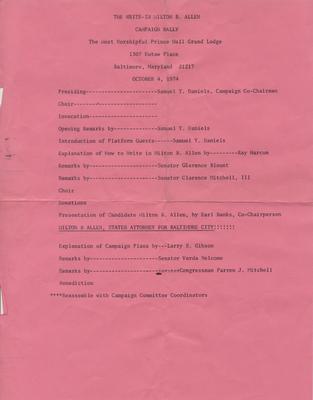 THE WRITE-IN MILTON B. ALLEN
CAMPAIGN RALLY
The Most Worshipful Prince Hall Grand Lodge
1307 Eutaw Place
Baltimore, Maryland 21217
OCTOBER 4, 1974
Presiding-----------------------Samuel T. Daniels, Campaign Co-Chairman
Choir---------------------------
Invocation----------------------
Opening Remarks by--------------Samuel T. Daniels
Introduction of Platform Guests------Samuel T. Daniels
Explanation of How to Write in Milton B. Allen by---------Ray Marcum
Remarks by----------------------Senator Clarence Blount
Remarks by----------------------Senator Clarence Mitchell, III
Choir
Donations
Presentation of Candidate Milton B. Allen, by Earl Banks, Co-Chairperson
MILTON B ALLEN, STATES ATTORNEY FOR BALTIMORE CITY!!!!!!!
Explanation of Campaign Plans by---Larry S. Gibson
Remarks by----------------------Senator Verda Welcome
Remarks by----------------------Congressman Parren J. Mitchell
Benediction
****Reassemble with Campaign Committee Coordinators